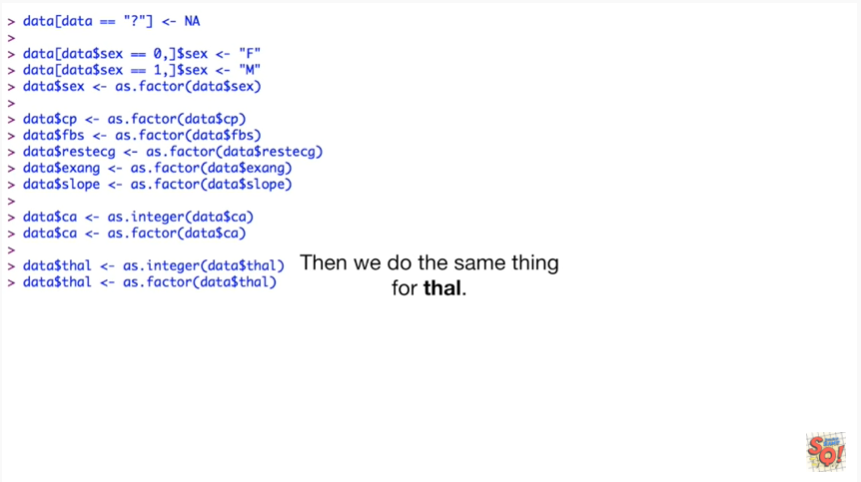 > data[data == "?"] <- NA
>
> data[data$sex == 0,]$sex <- "F"
> data[data$sex == 1,]$sex <- "M"
> data$sex <- as.factor(data$sex)
>
> data$cp <- as.factor(data$cp)
> data$fbs <- as.factor(data$fbs)
> data$restecg <- as.factor(data$restecg)
> data$exang <- as.factor(data$exang)
> data$slope <- as.factor(data$slope)
>
> data$ca <- as.integer(data$ca)
> data$ca <- as.factor(data$ca)
>
> data$thal <- as.integer(data$thal)
> data$thal <- as.factor(data$thal)
Then we do the same thing
for thal.
SQ!